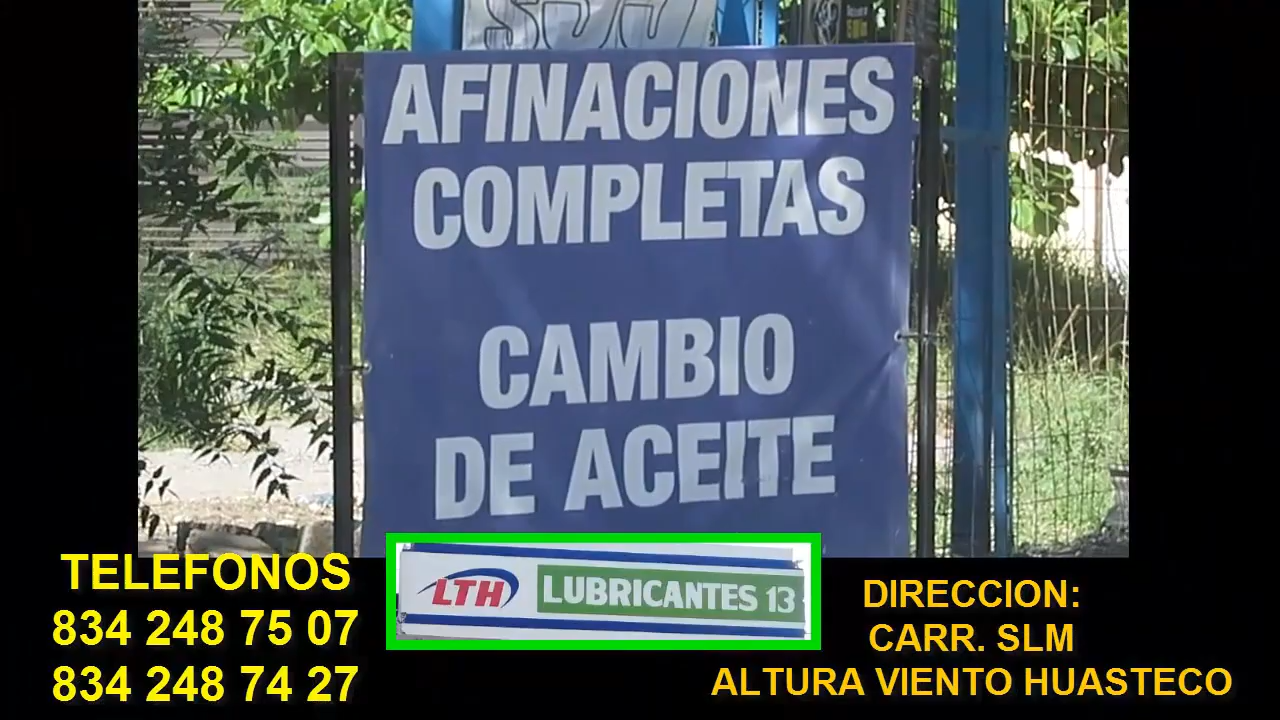 AFINACIONES
COMPLETAS
CAMBIO
DE ACEITE
LTH LUBRICANTES 13
TELEFONOS
834 248 75 07
834 248 74 27
DIRECCION:
CARR. SLM
ALTURA VIENTO HUASTECO